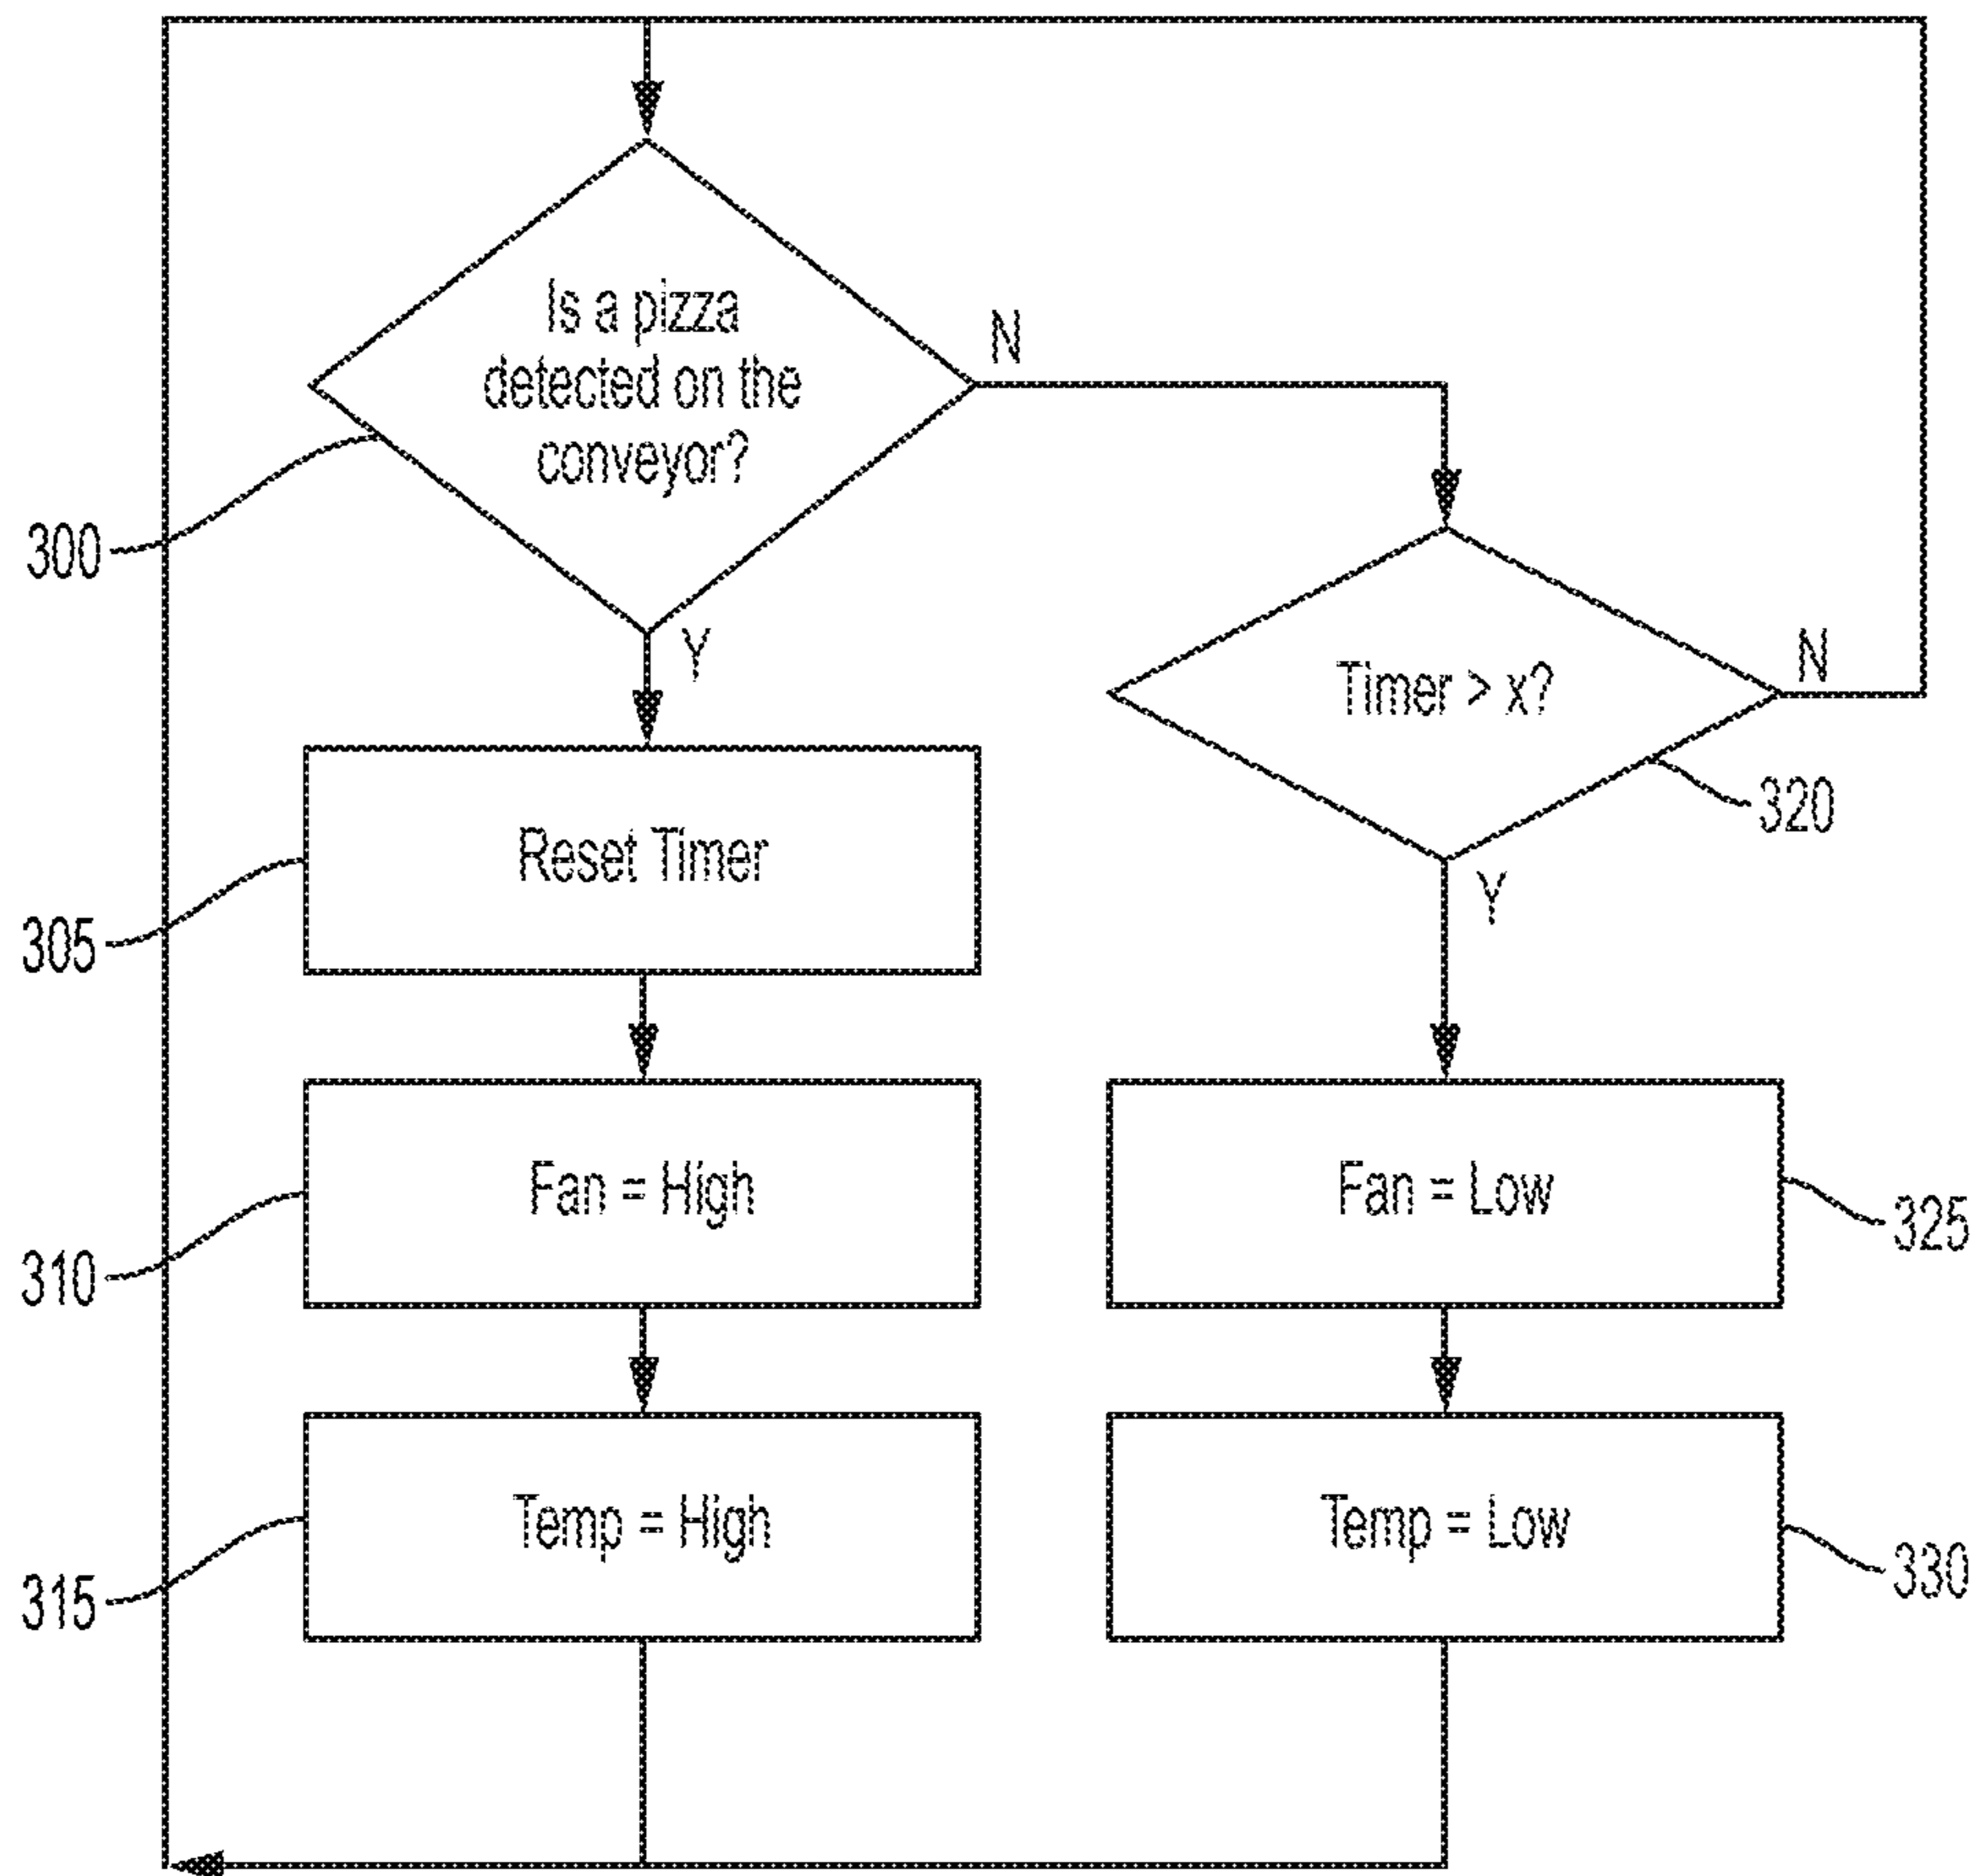 Is a pizza
detected on the
conveyor?
N
300
Y
Timer > x?
N
320
Reset Timer
305
Y
Fan = High
310
Fan = Low
325
Temp = High
315
Temp = Low
330